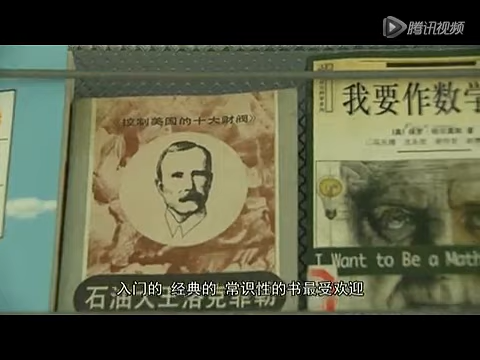 腾讯视频
《控制美国的十大财阀》
石油大王洛克菲勒
我要作数学
I Want to Be a Math
入门的 经典的 常识性的书最受欢迎